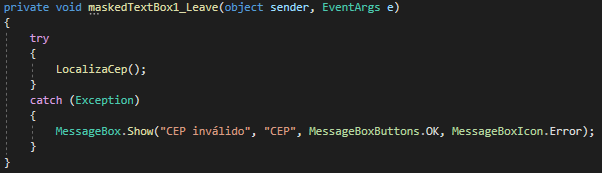 private void maskedTextBox1_Leave(object sender, EventArgs e)
{
try
{
LocalizaCep();
}
catch (Exception)
{
MessageBox.Show("CEP inválido", "CEP", MessageBoxButtons.OK, MessageBoxIcon.Error);
}
}